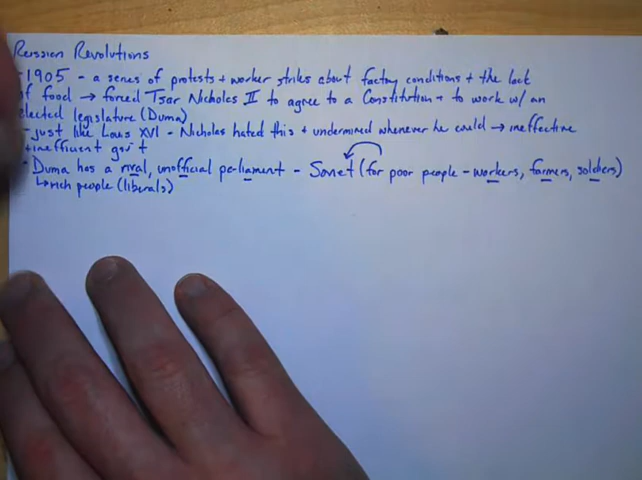 Russian Revolutions
-1905 - a series of protests + worker strikes about factory conditions + the lack
of food → forced Tsar Nicholas II to agree to a Constitution + to work w/ an
elected legislature (Duma)
-just like Louis XVI - Nicholas hated this + undermined whenever he could → ineffective
+ inefficient gov't
- Duma has a rival, unofficial parliament - Soviet (for poor people - workers, farmers, soldiers)
↳ rich people (liberals)